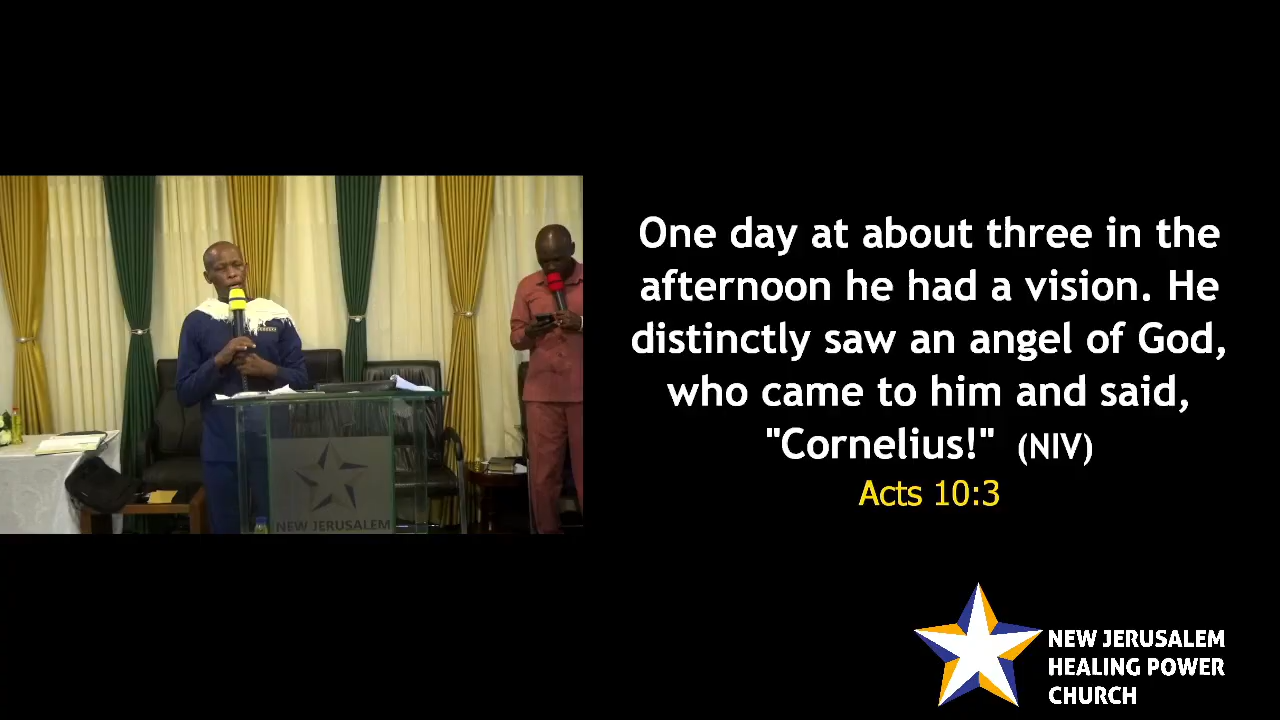 One day at about three in the
afternoon he had a vision. He
distinctly saw an angel of God,
who came to him and said,
"Cornelius!" (NIV)
Acts 10:3
NEW JERUSALEM
NEW JERUSALEM
HEALING POWER
CHURCH